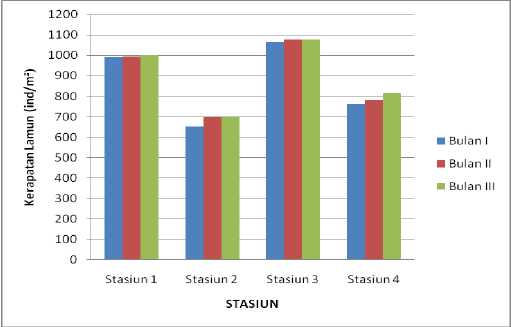 Kerapatan Lamun (ind/m²)
1200
1100
1000
900
800
700
600
500
400
300
200
100
0
Stasiun 1 Stasiun 2 Stasiun 3 Stasiun 4
STASIUN
Bulan I
Bulan II
Bulan III